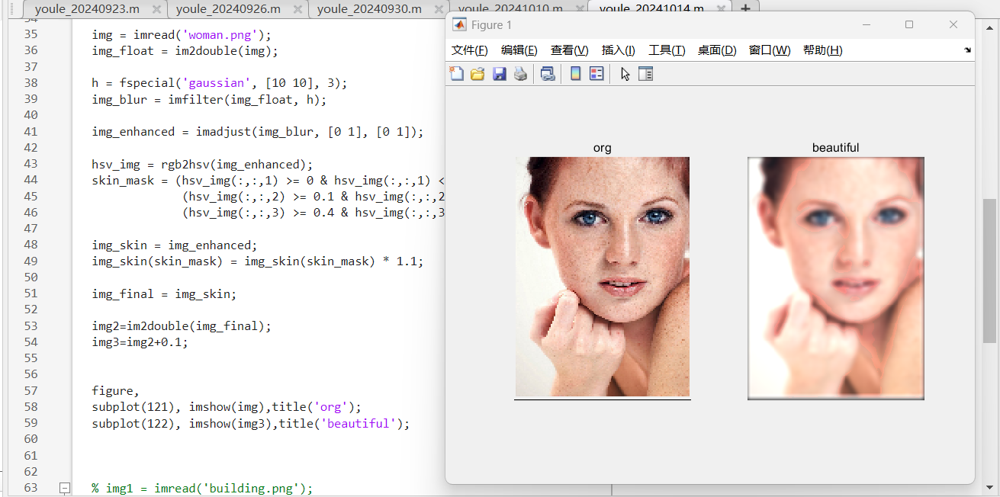 youle_20240923.m
youle_20240926.m
youle_20240930.m
youle_20241010.m
youle_20241014.m
Figure 1
文件(F) 编辑(E) 查看(V) 插入(I) 工具(T) 桌面(D) 窗口(W) 帮助(H)
org
beautiful
35 img = imread('woman.png');
36 img_float = im2double(img);
37
38 h = fspecial('gaussian', [10 10], 3);
39 img_blur = imfilter(img_float, h);
40
41 img_enhanced = imadjust(img_blur, [0 1], [0 1]);
42
43 hsv_img = rgb2hsv(img_enhanced);
44 skin_mask = (hsv_img(:,:,1) >= 0 & hsv_img(:,:,1) <
45 (hsv_img(:,:,2) >= 0.1 & hsv_img(:,:,2
46 (hsv_img(:,:,3) >= 0.4 & hsv_img(:,:,3
47
48 img_skin = img_enhanced;
49 img_skin(skin_mask) = img_skin(skin_mask) * 1.1;
50
51 img_final = img_skin;
52
53 img2=im2double(img_final);
54 img3=img2+0.1;
55
56
57 figure,
58 subplot(121), imshow(img),title('org');
59 subplot(122), imshow(img3),title('beautiful');
60
61
62
63 % img1 = imread('building.png');